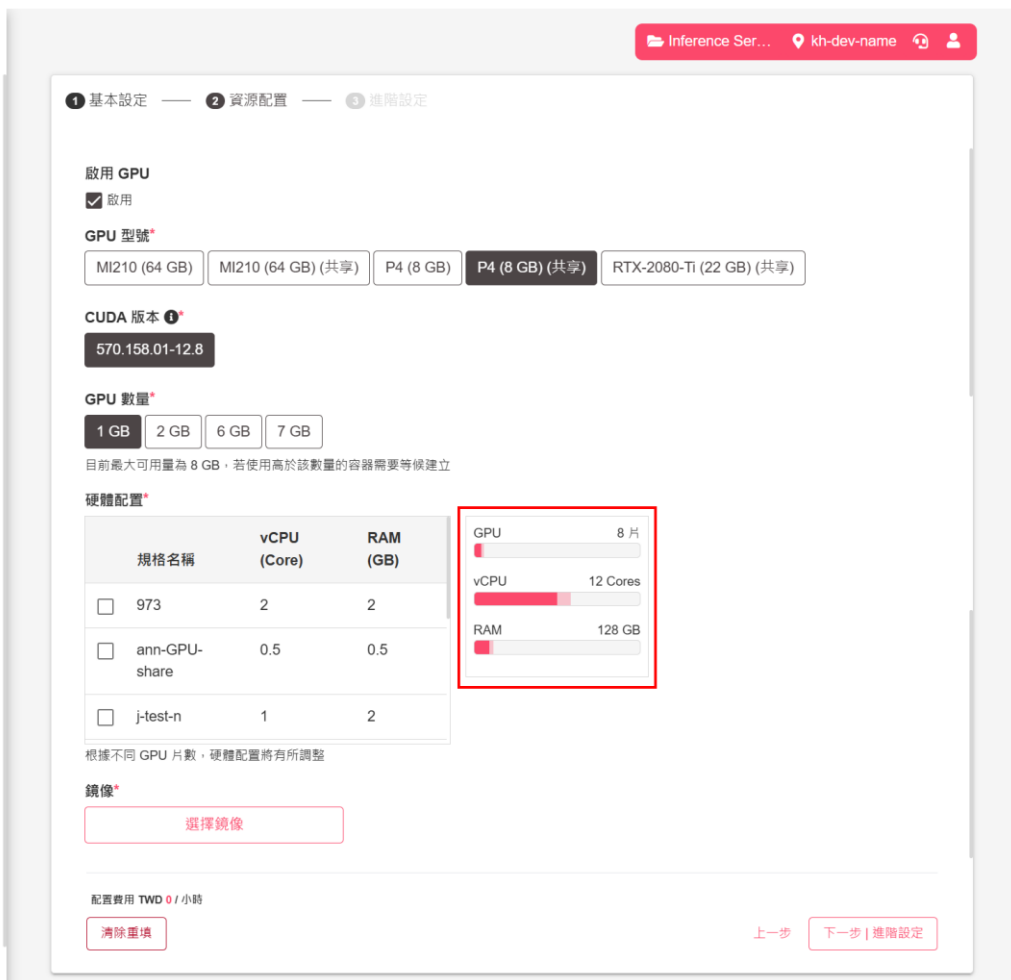 Inference Ser... kh-dev-name
1 基本設定 2 資源配置 3 進階設定
啟用 GPU
啟用
GPU 型號*
MI210 (64 GB) MI210 (64 GB) (共享) P4 (8 GB) P4 (8 GB) (共享) RTX-2080-Ti (22 GB) (共享)
CUDA 版本 *
570.158.01-12.8
GPU 數量*
1 GB 2 GB 6 GB 7 GB
目前最大可用量為 8 GB，若使用高於該數量的容器需要等候建立
硬體配置*
規格名稱 vCPU (Core) RAM (GB)
973 2 2
ann-GPU-share 0.5 0.5
j-test-n 1 2
GPU 8 片
vCPU 12 Cores
RAM 128 GB
根據不同 GPU 片數，硬體配置將有所調整
鏡像*
選擇鏡像
配置費用 TWD 0 / 小時
清除重填 上一步 下一步 | 進階設定